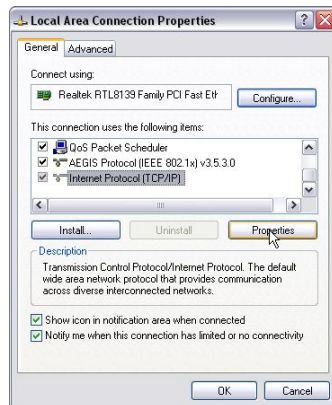 Local Area Connection Properties
General Advanced
Connect using:
Realtek RTL8139 Family PCI Fast Eth
Configure...
This connection uses the following items:
QoS Packet Scheduler
AEGIS Protocol (IEEE 802.1x) v3.5.3.0
Internet Protocol (TCP/IP)
Install... Uninstall Properties
Description
Transmission Control Protocol/Internet Protocol. The default
wide area network protocol that provides communication
across diverse interconnected networks.
Show icon in notification area when connected
Notify me when this connection has limited or no connectivity
OK Cancel